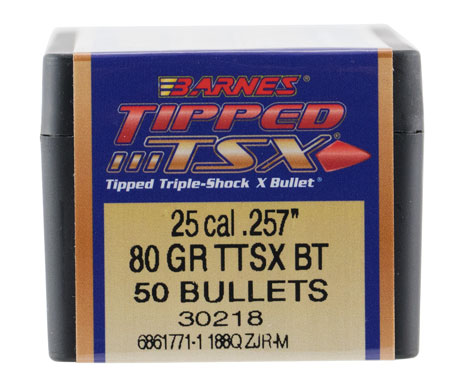 BARNES®
TIPPED
TSX®
Tipped Triple-Shock X Bullet®
25 cal .257"
80 GR TTSX BT
50 BULLETS
30218
6861771-1 188Q ZJR-M